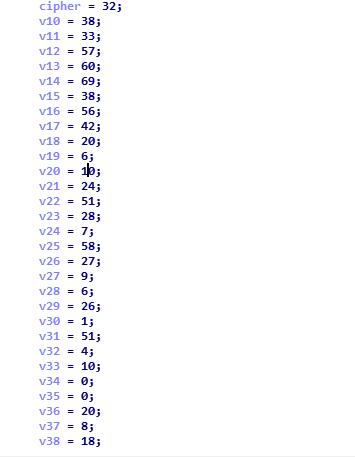 cipher = 32;
v10 = 38;
v11 = 33;
v12 = 57;
v13 = 60;
v14 = 69;
v15 = 38;
v16 = 56;
v17 = 42;
v18 = 20;
v19 = 6;
v20 = 10;
v21 = 24;
v22 = 51;
v23 = 28;
v24 = 7;
v25 = 58;
v26 = 27;
v27 = 9;
v28 = 6;
v29 = 26;
v30 = 1;
v31 = 51;
v32 = 4;
v33 = 10;
v34 = 0;
v35 = 0;
v36 = 20;
v37 = 8;
v38 = 18;